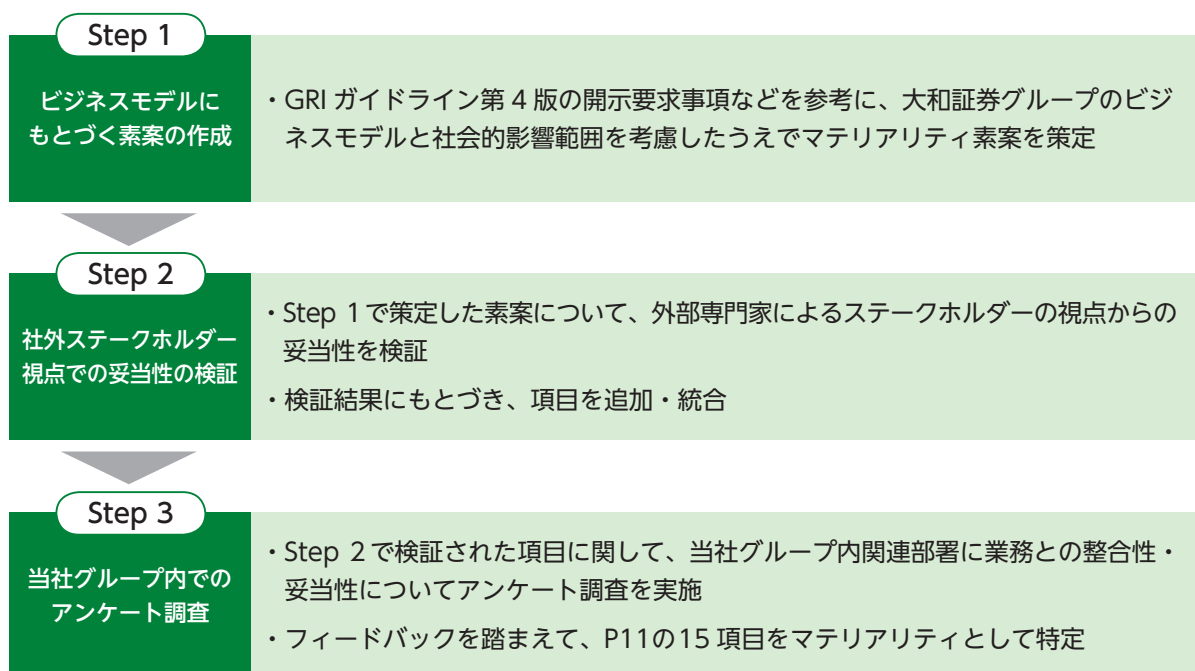 Step 1
ビジネスモデルに
もとづく素案の作成
・GRI ガイドライン第 4 版の開示要求事項などを参考に、大和証券グループのビジ
ネスモデルと社会的影響範囲を考慮したうえでマテリアリティ素案を策定
Step 2
社外ステークホルダー
視点での妥当性の検証
・Step 1で策定した素案について、外部専門家によるステークホルダーの視点からの
妥当性を検証
・検証結果にもとづき、項目を追加・統合
Step 3
当社グループ内での
アンケート調査
・Step 2で検証された項目に関して、当社グループ内関連部署に業務との整合性・
妥当性についてアンケート調査を実施
・フィードバックを踏まえて、P11の15 項目をマテリアリティとして特定